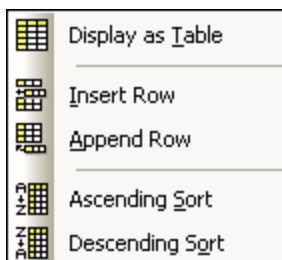 Display as Table
Insert Row
Append Row
Ascending Sort
Descending Sort